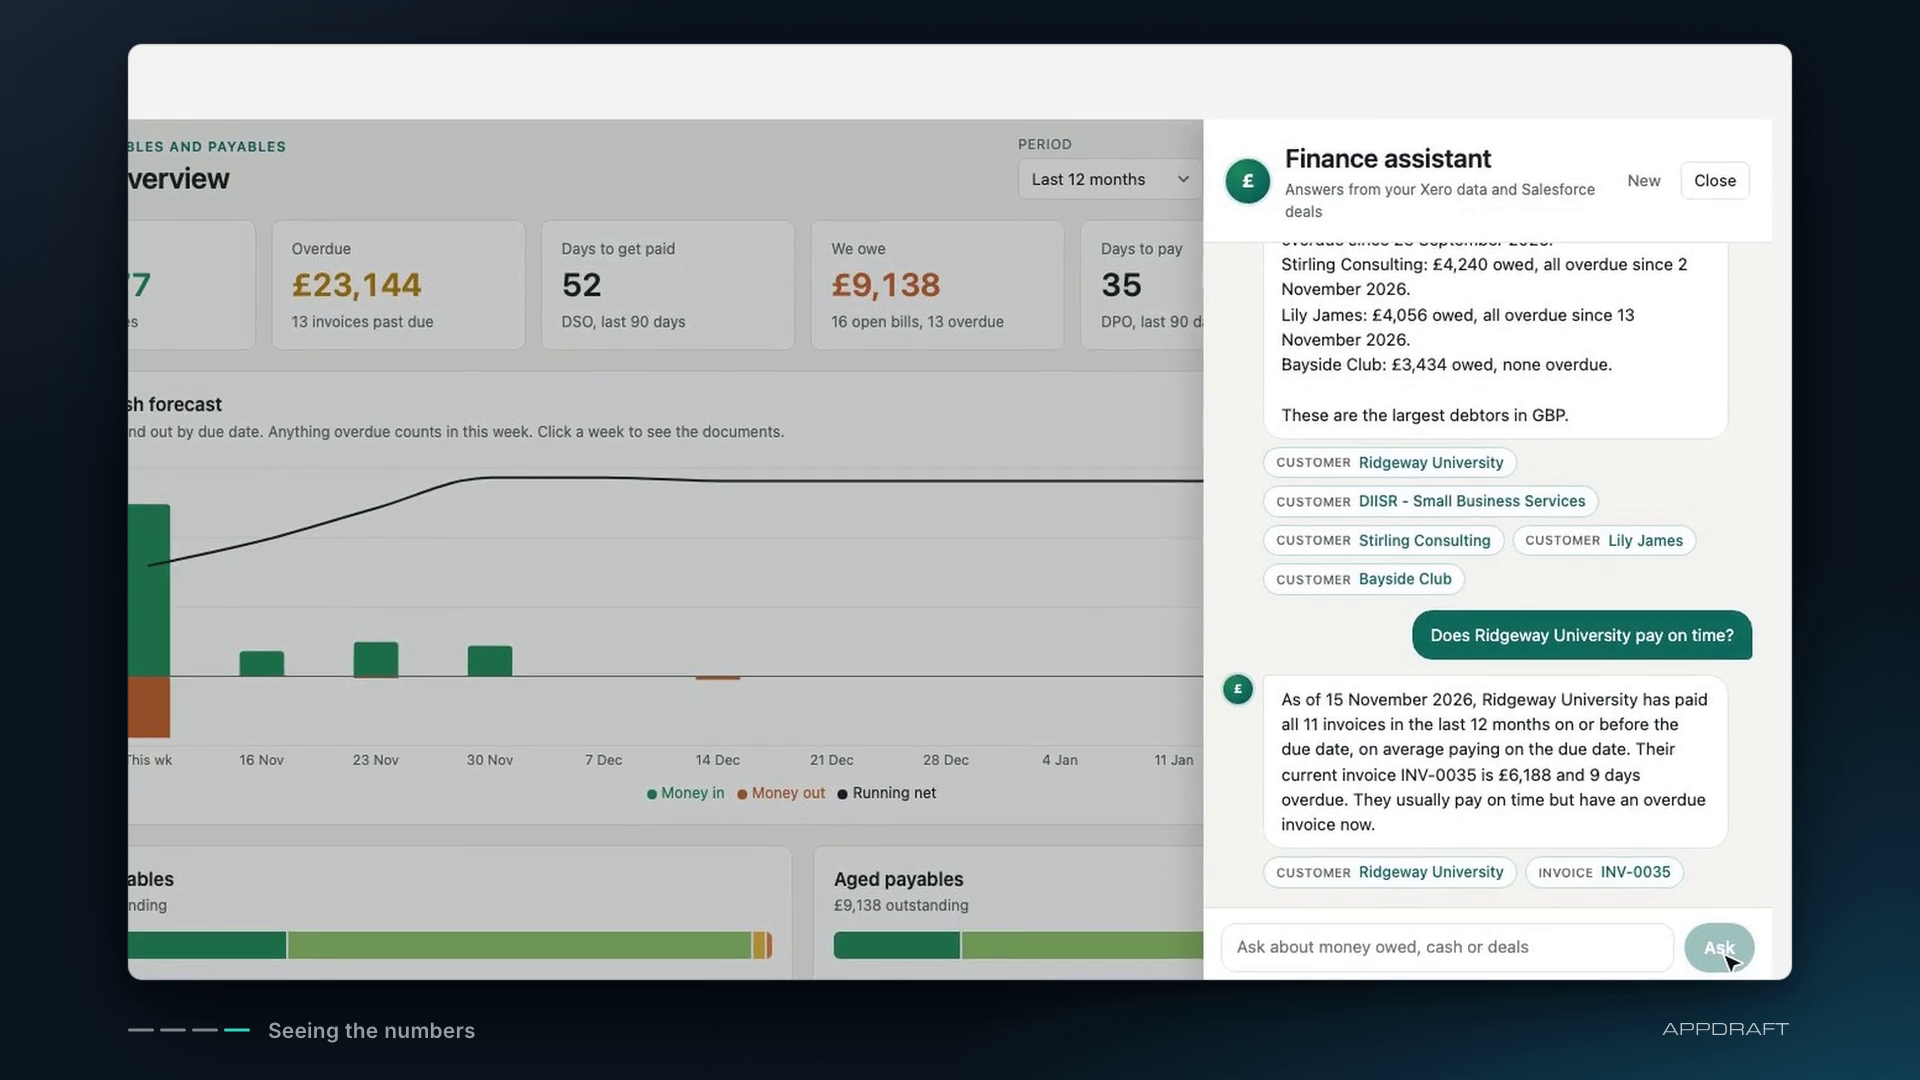 BLES AND PAYABLES
verview
PERIOD
Last 12 months
77
es
Overdue
£23,144
13 invoices past due
Days to get paid
52
DSO, last 90 days
We owe
£9,138
16 open bills, 13 overdue
Days to pay
35
DPO, last 90 d
sh forecast
nd out by due date. Anything overdue counts in this week. Click a week to see the documents.
This wk
16 Nov
23 Nov
30 Nov
7 Dec
14 Dec
21 Dec
28 Dec
4 Jan
11 Jan
Money in
Money out
Running net
ables
nding
Aged payables
£9,138 outstanding
£
Finance assistant
Answers from your Xero data and Salesforce
deals
New
Close
Stirling Consulting: £4,240 owed, all overdue since 2
November 2026.
Lily James: £4,056 owed, all overdue since 13
November 2026.
Bayside Club: £3,434 owed, none overdue.
These are the largest debtors in GBP.
CUSTOMER Ridgeway University
CUSTOMER DIISR - Small Business Services
CUSTOMER Stirling Consulting
CUSTOMER Lily James
CUSTOMER Bayside Club
Does Ridgeway University pay on time?
£
As of 15 November 2026, Ridgeway University has paid
all 11 invoices in the last 12 months on or before the
due date, on average paying on the due date. Their
current invoice INV-0035 is £6,188 and 9 days
overdue. They usually pay on time but have an overdue
invoice now.
CUSTOMER Ridgeway University
INVOICE INV-0035
Ask about money owed, cash or deals
Ask
Seeing the numbers
APPDRAFT